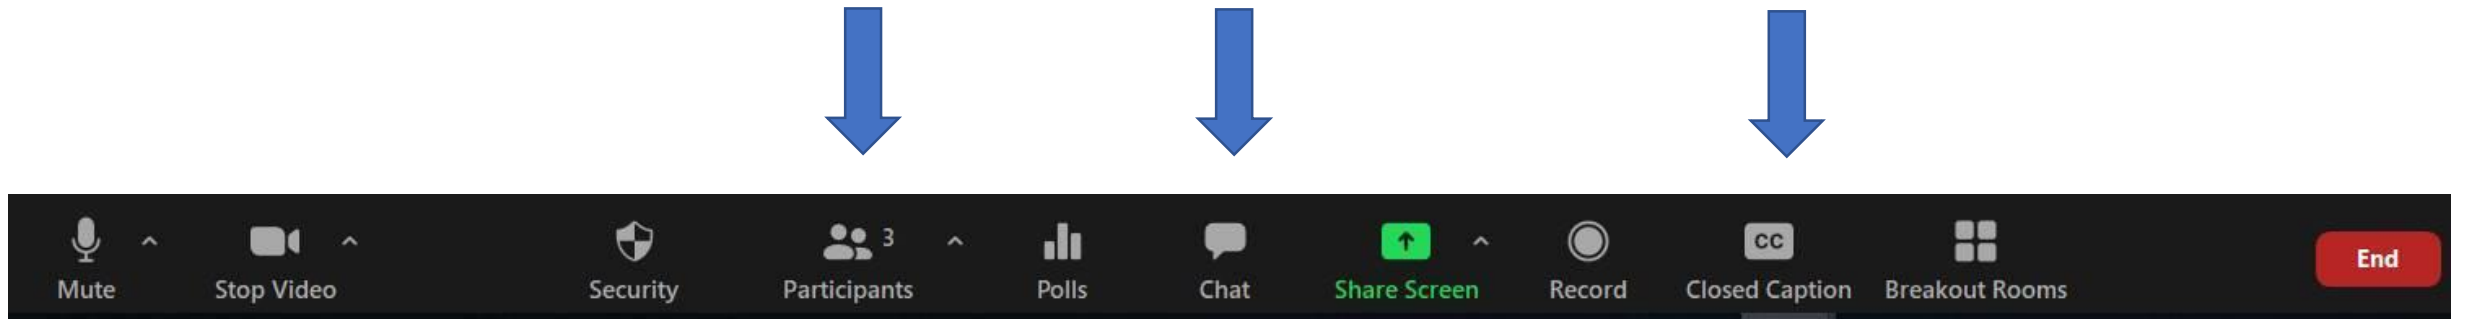 3
CC
Mute
Stop Video
Security
Participants
Polls
Chat
Share Screen
Record
Closed Caption
Breakout Rooms
End